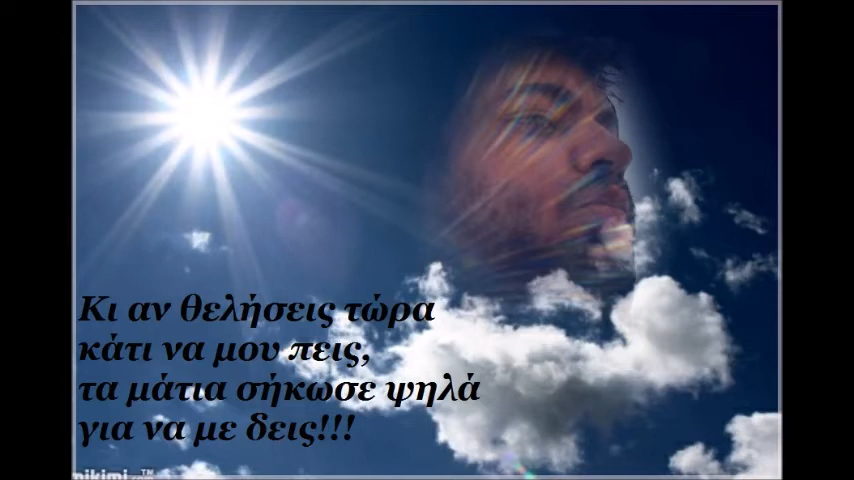 Κι αν θελήσεις τώρα
κάτι να μου πεις,
τα μάτια σήκωσε ψηλά
για να με δεις!!!